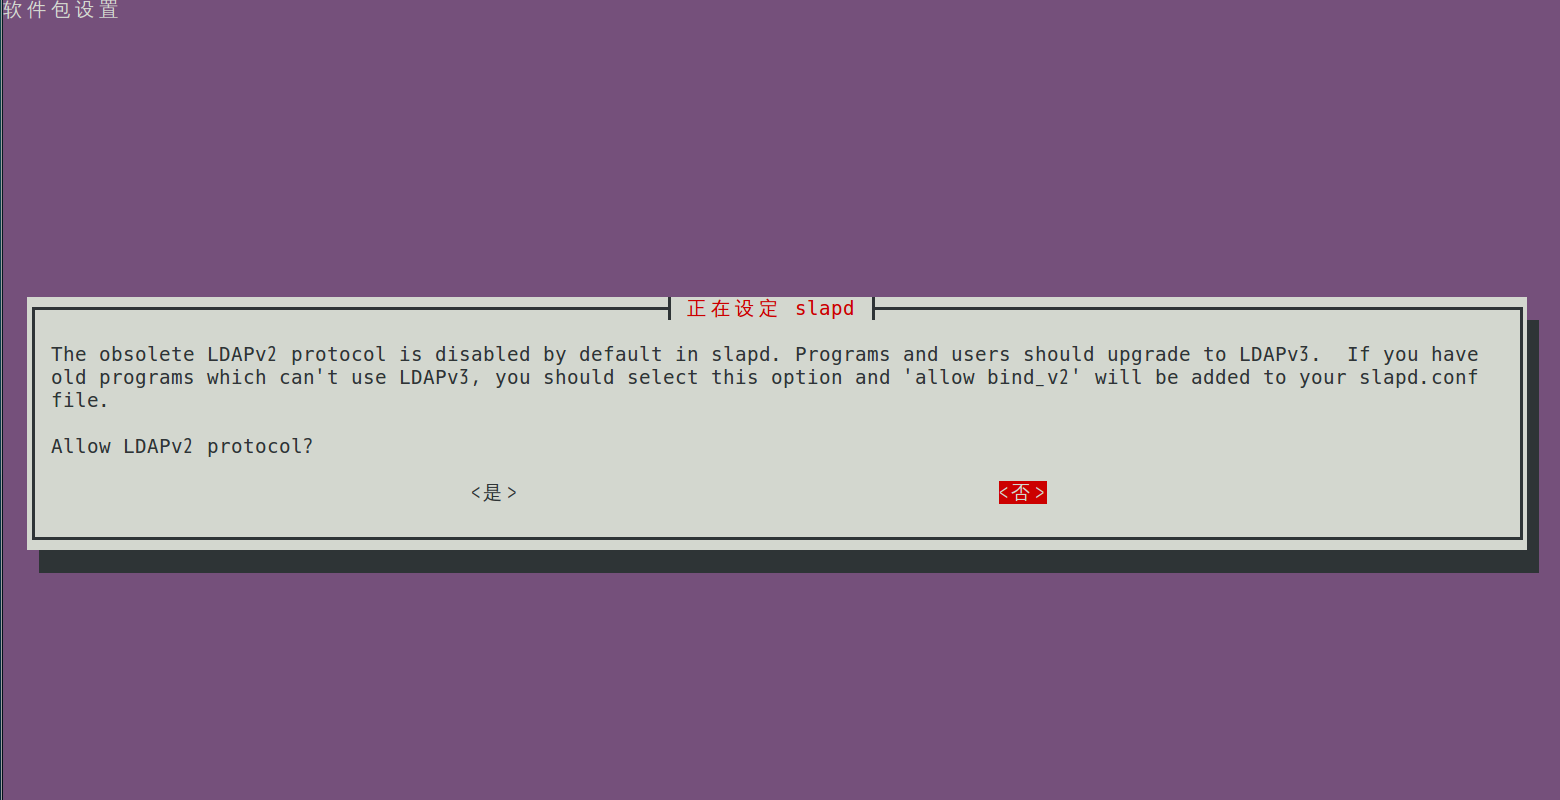 软件包设置
正在设定 slapd
The obsolete LDAPv2 protocol is disabled by default in slapd. Programs and users should upgrade to LDAPv3.  If you have
old programs which can't use LDAPv3, you should select this option and 'allow bind_v2' will be added to your slapd.conf
file.
Allow LDAPv2 protocol?
<是> <否>